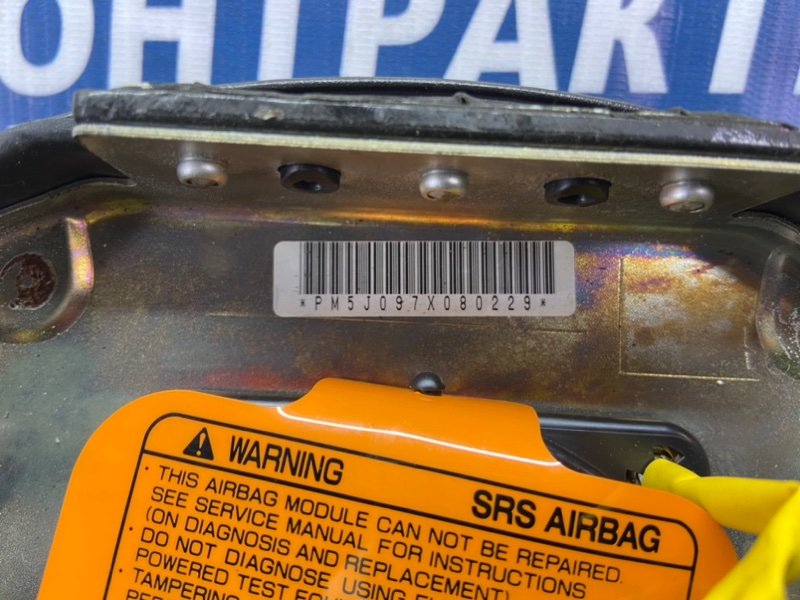 ОНТРАРТ
*PM5J097X080229*
WARNING
SRS AIRBAG
· THIS AIRBAG MODULE CAN NOT BE REPAIRED.
SEE SERVICE MANUAL FOR INSTRUCTIONS
(ON DIAGNOSIS AND REPLACEMENT)
· DO NOT DIAGNOSE USING
POWERED TEST
· TAMPERING